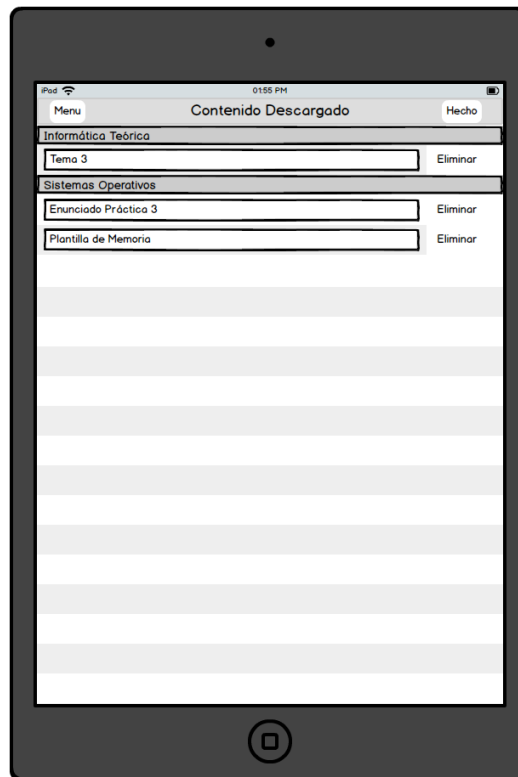 iPad 01:55 PM
Menu Contenido Descargado Hecho
Informática Teórica
Tema 3 Eliminar
Sistemas Operativos
Enunciado Práctica 3 Eliminar
Plantilla de Memoria Eliminar